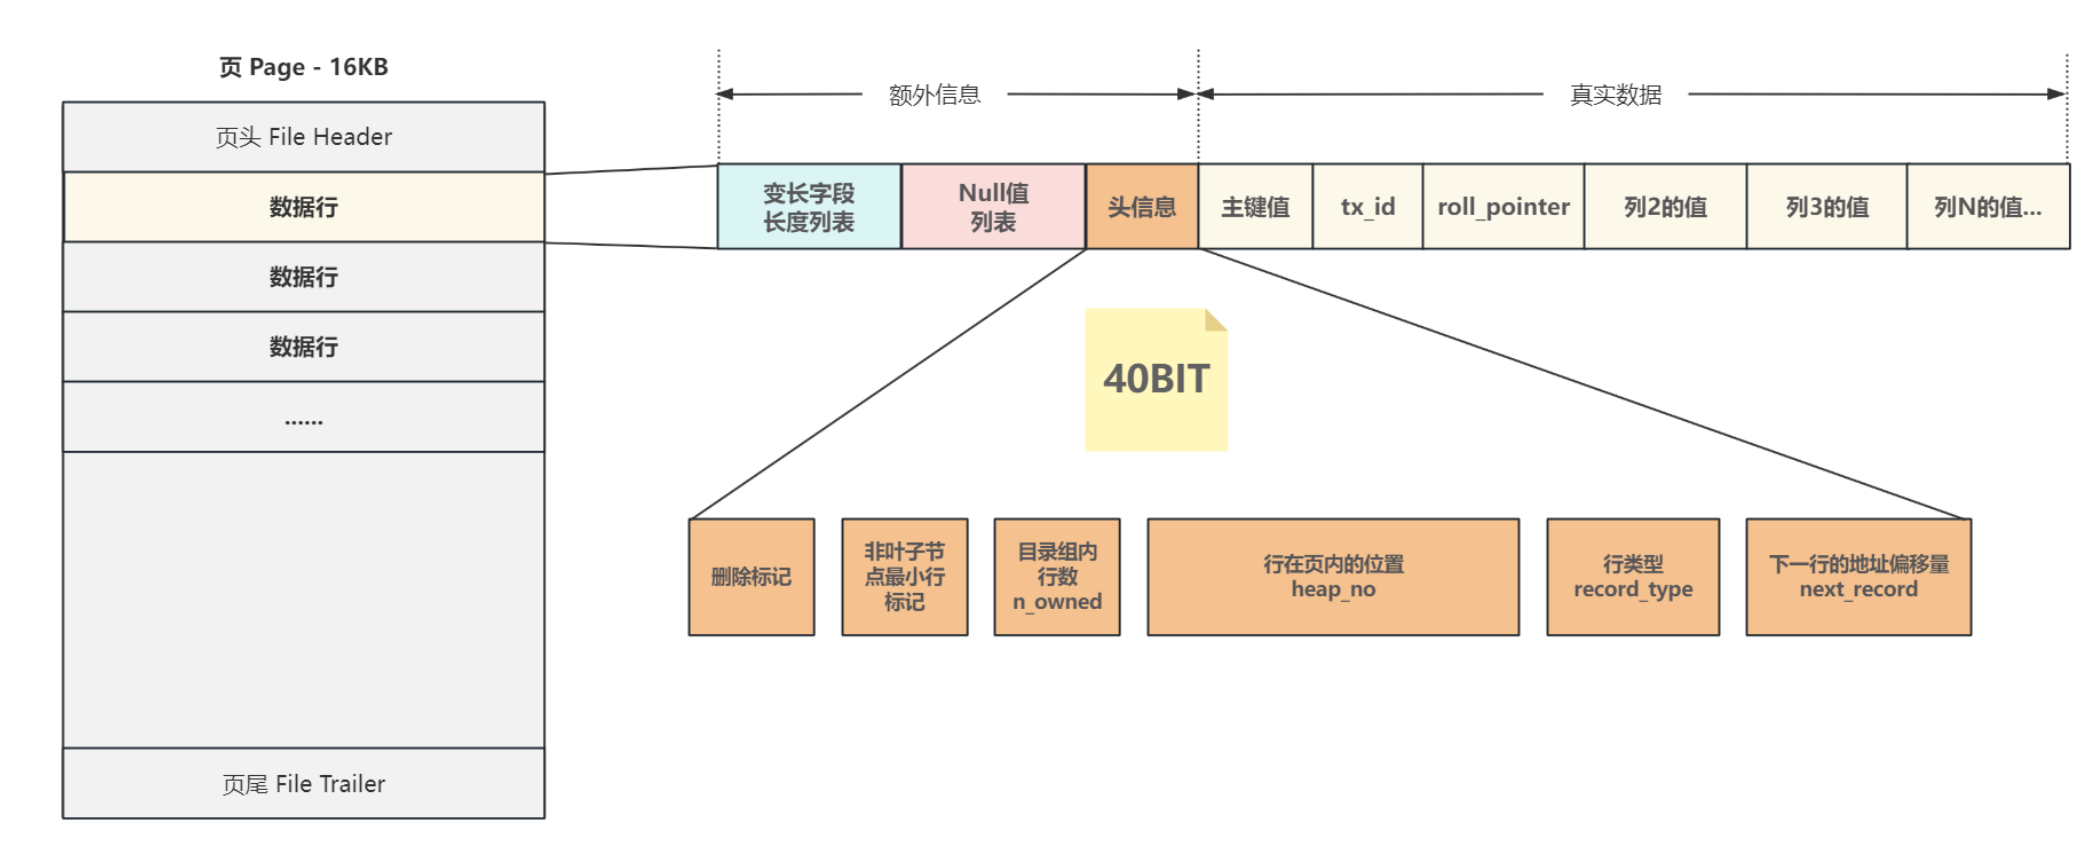 页 Page - 16KB
页头 File Header
数据行
数据行
数据行
......
页尾 File Trailer
额外信息
真实数据
变长字段
长度列表
Null值
列表
头信息
主键值
tx_id
roll_pointer
列2的值
列3的值
列N的值...
40BIT
删除标记
非叶子节
点最小行
标记
目录组内
行数
n_owned
行在页内的位置
heap_no
行类型
record_type
下一行的地址偏移量
next_record